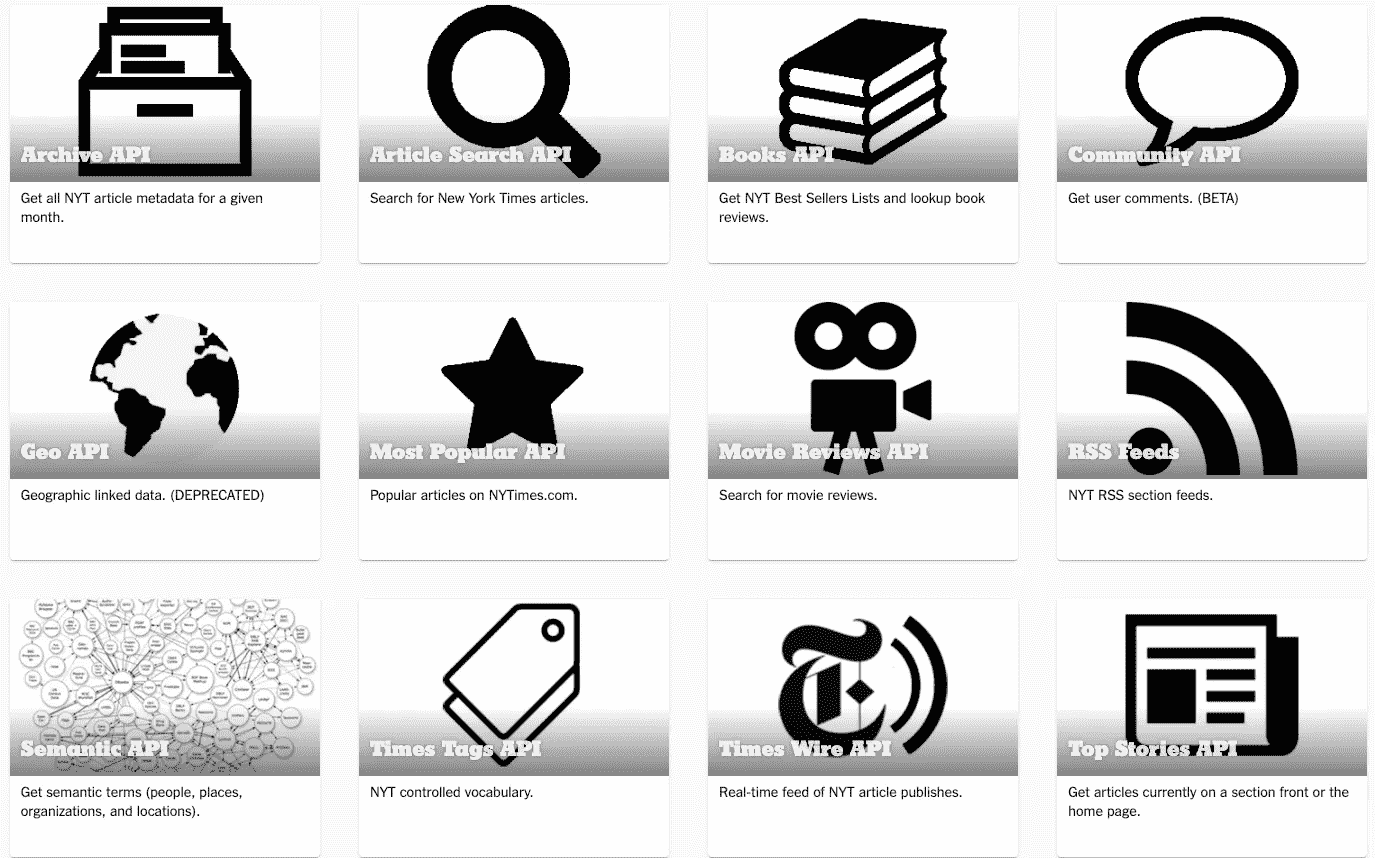 Archive API
Get all NYT article metadata for a given
month.
Article Search API
Search for New York Times articles.
Books API
Get NYT Best Sellers Lists and lookup book
reviews.
Community API
Get user comments. (BETA)
Geo API
Geographic linked data. (DEPRECATED)
Most Popular API
Popular articles on NYTimes.com.
Movie Reviews API
Search for movie reviews.
RSS Feeds
NYT RSS section feeds.
Semantic API
Get semantic terms (people, places,
organizations, and locations).
Times Tags API
NYT controlled vocabulary.
Times Wire API
Real-time feed of NYT article publishes.
Top Stories API
Get articles currently on a section front or the
home page.